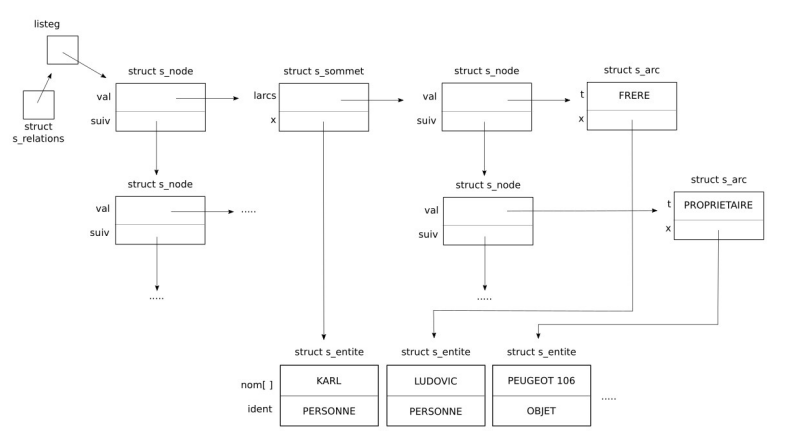 listeg
struct s_node
struct s_sommet
struct s_node
struct s_arc
val
suiv
larcs
x
val
suiv
t
FRERE
x
struct
s_relations
struct s_node
struct s_node
struct s_arc
val
suiv
.....
val
suiv
t
PROPRIETAIRE
x
.....
.....
struct s_entite
struct s_entite
struct s_entite
nom[ ]
KARL
LUDOVIC
PEUGEOT 106
ident
PERSONNE
PERSONNE
OBJET
.....